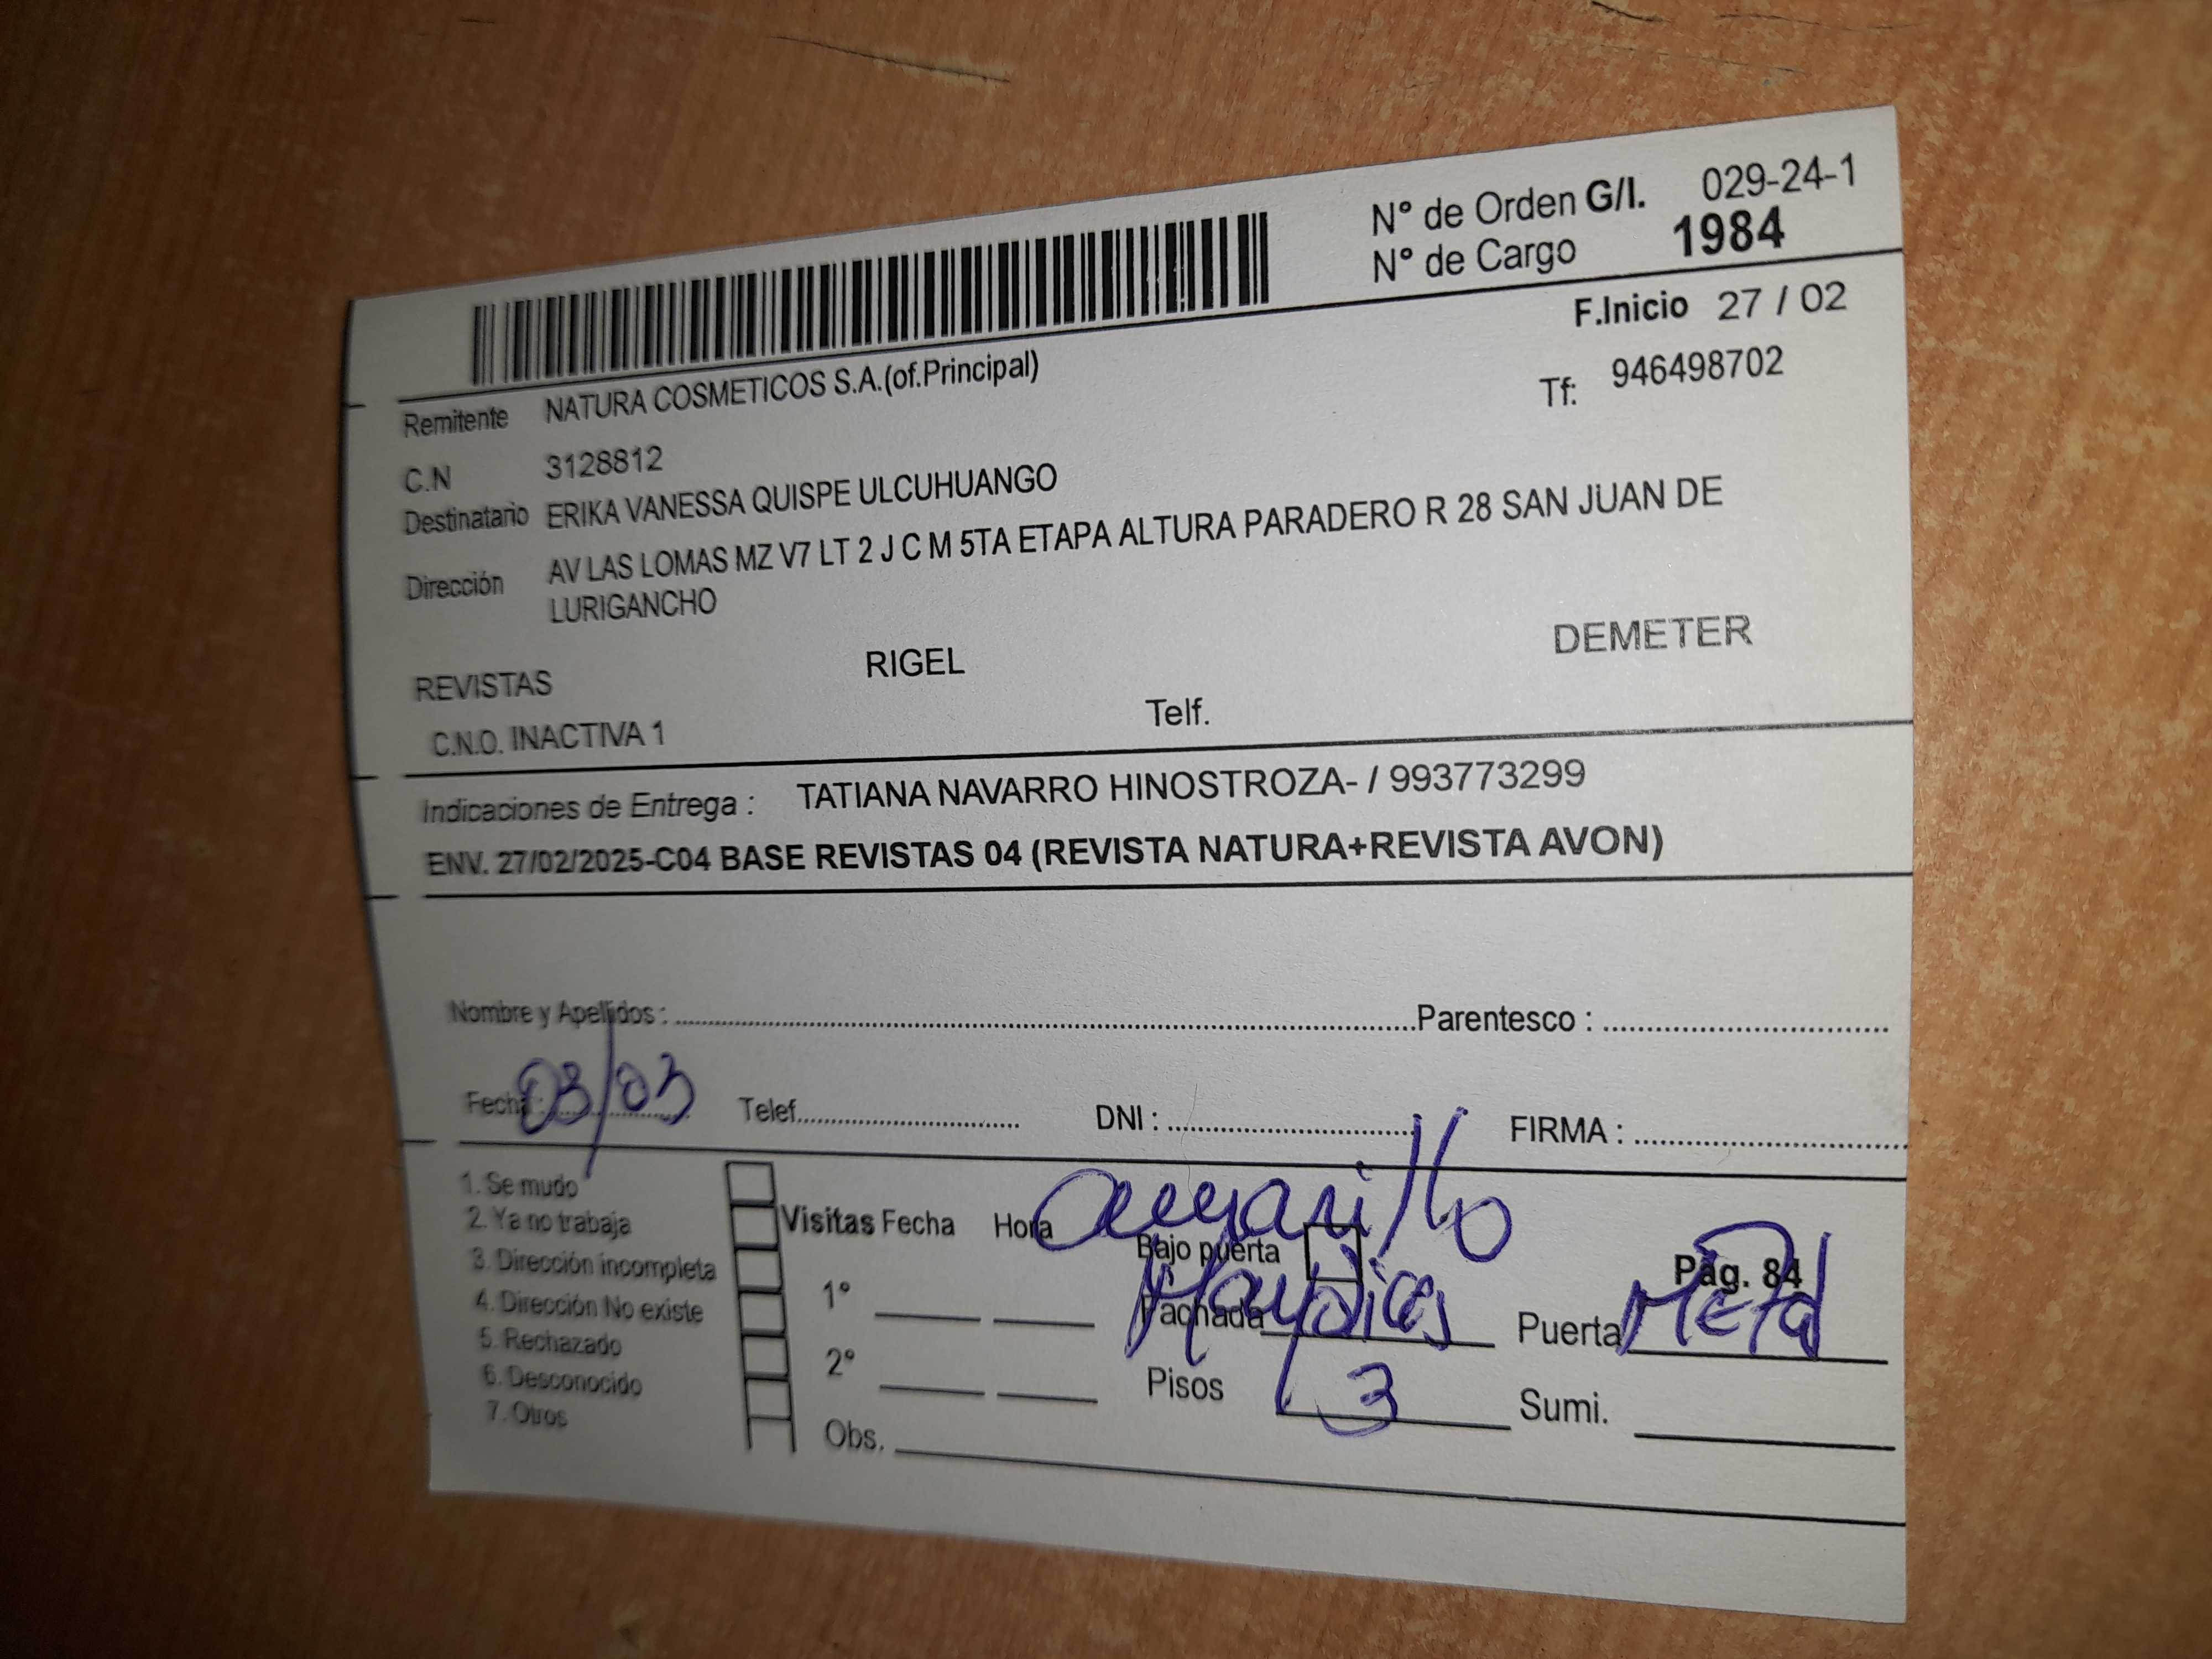 N° de Orden G/I. 029-24-1
N° de Cargo 1984
F.Inicio 27 / 02
Remitente NATURA COSMETICOS S.A.(of.Principal)
Tf: 946498702
C.N 3128812
Destinatario ERIKA VANESSA QUISPE ULCUHUANGO
Dirección AV LAS LOMAS MZ V7 LT 2 J C M 5TA ETAPA ALTURA PARADERO R 28 SAN JUAN DE
LURIGANCHO
REVISTAS RIGEL DEMETER
C.N.O. INACTIVA 1 Telf.
Indicaciones de Entrega : TATIANA NAVARRO HINOSTROZA- / 993773299
ENV. 27/02/2025-C04 BASE REVISTAS 04 (REVISTA NATURA+REVISTA AVON)
Nombre y Apellidos : Parentesco :
Fecha : 03/03 Telef. DNI : FIRMA :
1. Se mudo
2. Ya no trabaja
3. Dirección incompleta
4. Dirección No existe
5. Rechazado
6. Desconocido
7. Otros
Visitas Fecha Hora
1°
2°
Obs.
amarillo
Bajo puerta
Pág. 84
Fachada Puerta Metal
Pisos 3 Sumi.